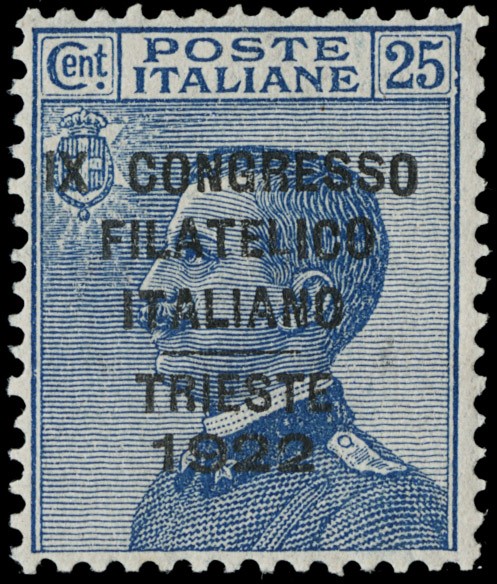 Cent. POSTE ITALIANE 25
IX CONGRESSO
FILATELICO
ITALIANO
TRIESTE
1922